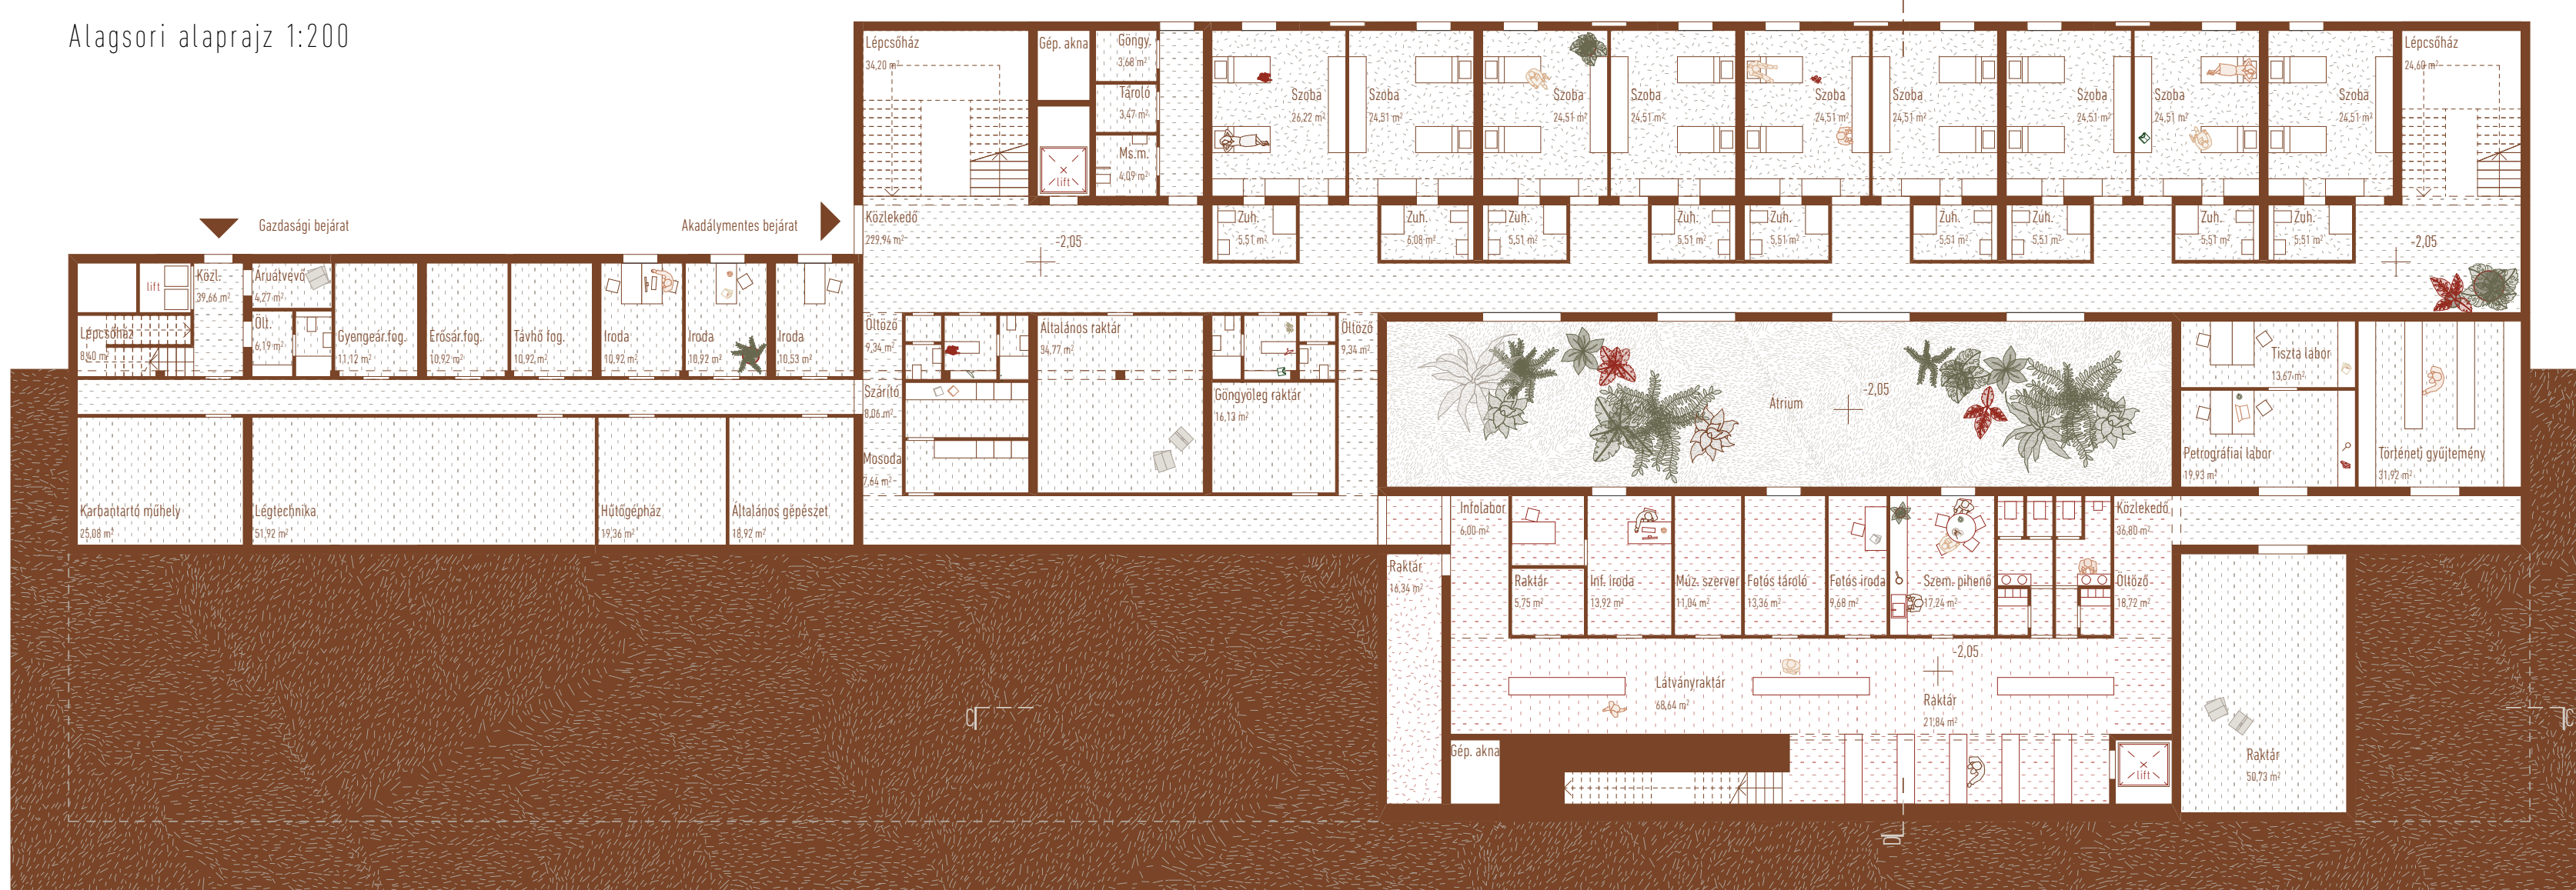 Alagsori alaprajz 1:200
Gazdasági bejárat
Akadálymentes bejárat
Lépcsőház
34,20 m²
Gép. akna
lift
Göngy.
3,68 m²
Tároló
3,47 m²
Ms.m.
4,09 m²
Szoba
26,22 m²
Szoba
24,51 m²
Szoba
24,51 m²
Szoba
24,51 m²
Szoba
24,51 m²
Szoba
24,51 m²
Szoba
24,51 m²
Szoba
24,51 m²
Szoba
24,51 m²
Lépcsőház
24,60 m²
Közlekedő
229,94 m²
-2,05
Zuh.
5,51 m²
Zuh.
6,08 m²
Zuh.
5,51 m²
Zuh.
5,51 m²
Zuh.
5,51 m²
Zuh.
5,51 m²
Zuh.
5,51 m²
Zuh.
5,51 m²
Zuh.
5,51 m²
-2,05
lift
Közl.
39,66 m²
Áruátvevő
4,27 m²
Lépcsőház
8,40 m²
Ölt.
6,19 m²
Gyengeár.fog.
11,12 m²
Erősár.fog.
10,92 m²
Távhő fog.
10,92 m²
Iroda
10,92 m²
Iroda
10,92 m²
Iroda
10,53 m²
Öltöző
9,34 m²
Általános raktár
34,77 m²
Öltöző
9,34 m²
Szárító
8,06 m²
Göngyöleg raktár
16,13 m²
Mosoda
7,64 m²
Átrium
-2,05
Tiszta labor
13,67 m²
Petrográfiai labor
19,93 m²
Történeti gyűjtemény
31,92 m²
Karbantartó műhely
25,08 m²
Légtechnika
51,92 m²
Hűtőgépház
19,36 m²
Általános gépészet
18,92 m²
Raktár
16,34 m²
Infolabor
6,00 m²
Raktár
5,75 m²
Inf. iroda
13,92 m²
Múz. szerver
11,04 m²
Fotós tároló
13,36 m²
Fotós iroda
9,68 m²
Szem. pihenő
17,24 m²
Közlekedő
36,80 m²
Öltöző
18,72 m²
-2,05
Látványraktár
68,64 m²
Raktár
21,84 m²
Gép. akna
lift
Raktár
50,73 m²
C
C
D